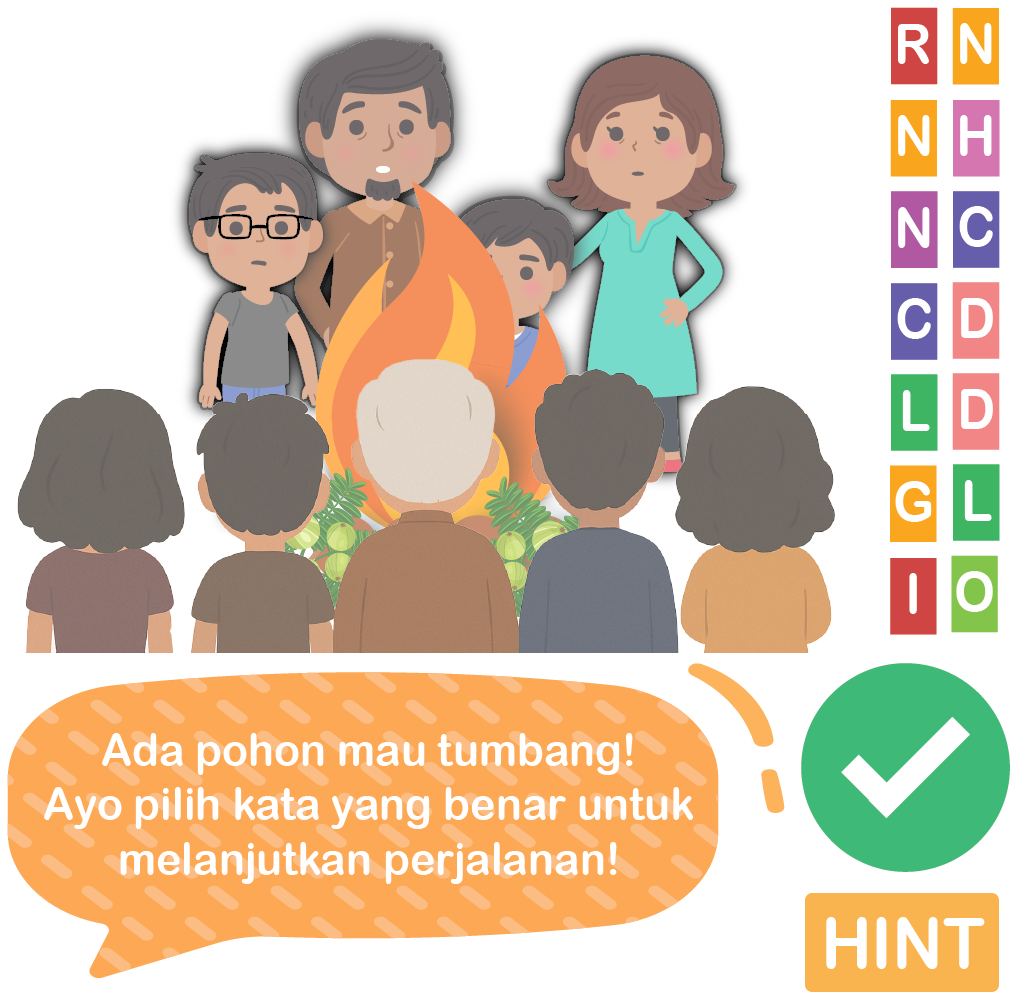 R N
N H
N C
C D
L D
G L
I O
Ada pohon mau tumbang!
Ayo pilih kata yang benar untuk
melanjutkan perjalanan!
HINT